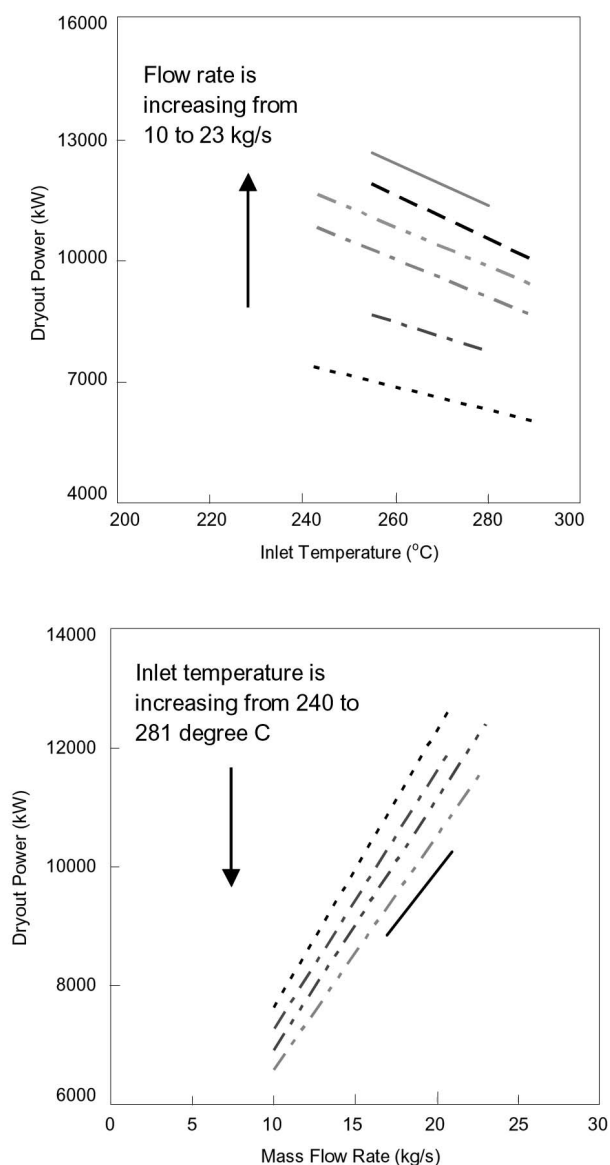 16000
Flow rate is
increasing from
10 to 23 kg/s
13000
10000
7000
4000
Dryout Power (kW)
200 220 240 260 280 300
Inlet Temperature (°C)
14000
Inlet temperature is
increasing from 240 to
281 degree C
12000
10000
8000
6000
Dryout Power (kW)
0 5 10 15 20 25 30
Mass Flow Rate (kg/s)